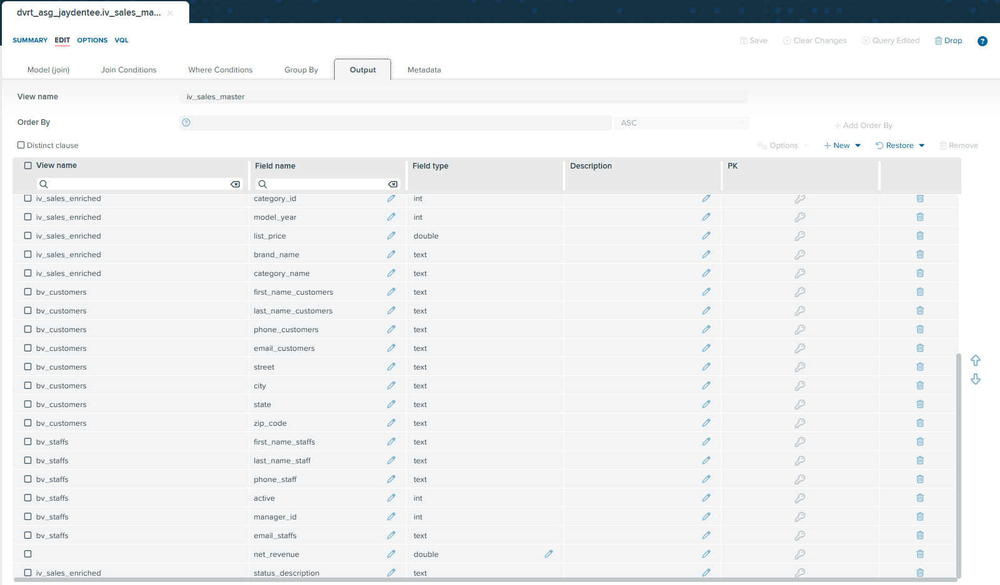 dvrt_asg_jaydentee.iv_sales_ma...
SUMMARY EDIT OPTIONS VQL
Save Clear Changes Query Edited Drop ?
Model (join) Join Conditions Where Conditions Group By Output Metadata
View name iv_sales_master
Order By ? ASC + Add Order By
Distinct clause Options + New Restore Remove
View name Field name Field type Description PK
iv_sales_enriched category_id int
iv_sales_enriched model_year int
iv_sales_enriched list_price double
iv_sales_enriched brand_name text
iv_sales_enriched category_name text
bv_customers first_name_customers text
bv_customers last_name_customers text
bv_customers phone_customers text
bv_customers email_customers text
bv_customers street text
bv_customers city text
bv_customers state text
bv_customers zip_code text
bv_staffs first_name_staffs text
bv_staffs last_name_staff text
bv_staffs phone_staff text
bv_staffs active int
bv_staffs manager_id int
bv_staffs email_staffs text
net_revenue double
iv_sales_enriched status_description text